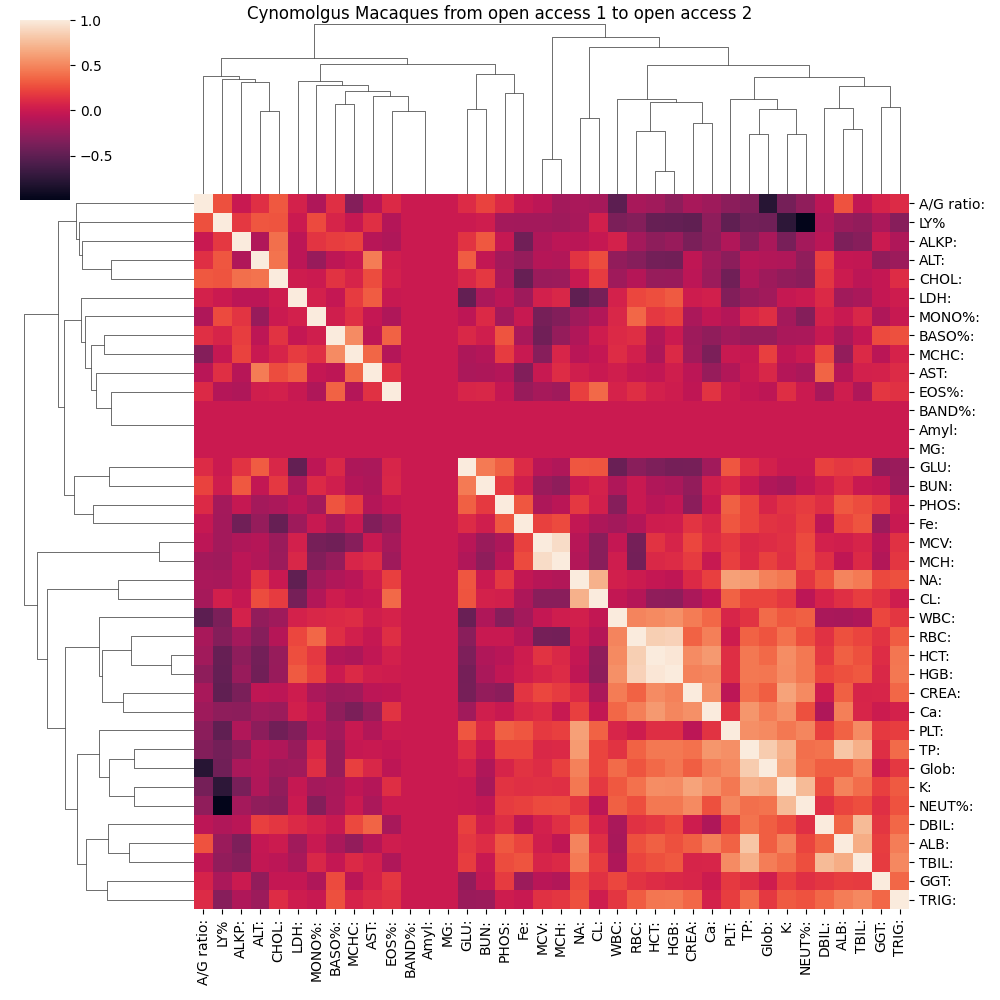 Cynomolgus Macaques from open access 1 to open access 2
1.0
0.5
0.0
−0.5
A/G ratio:
LY%
ALKP:
ALT:
CHOL:
LDH:
MONO%:
BASO%:
MCHC:
AST:
EOS%:
BAND%:
Amyl:
MG:
GLU:
BUN:
PHOS:
Fe:
MCV:
MCH:
NA:
CL:
WBC:
RBC:
HCT:
HGB:
CREA:
Ca:
PLT:
TP:
Glob:
K:
NEUT%:
DBIL:
ALB:
TBIL:
GGT:
TRIG:
A/G ratio:
LY%
ALKP:
ALT:
CHOL:
LDH:
MONO%:
BASO%:
MCHC:
AST:
EOS%:
BAND%:
Amyl:
MG:
GLU:
BUN:
PHOS:
Fe:
MCV:
MCH:
NA:
CL:
WBC:
RBC:
HCT:
HGB:
CREA:
Ca:
PLT:
TP:
Glob:
K:
NEUT%:
DBIL:
ALB:
TBIL:
GGT:
TRIG: